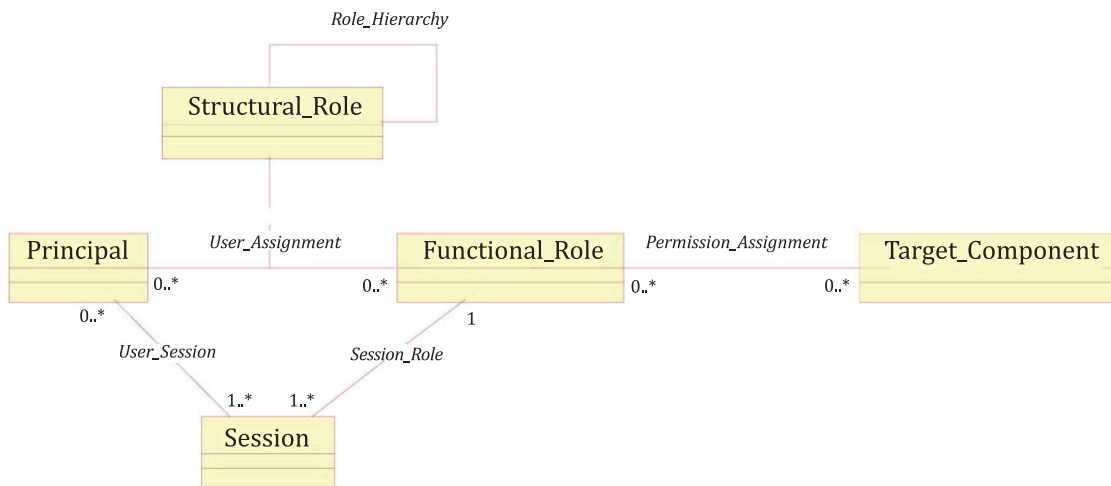 Role_Hierarchy
Structural_Role
Principal
User_Assignment
Functional_Role
Permission_Assignment
Target_Component
0..*
0..*
0..*
0..*
0..*
1
User_Session
Session_Role
1..*
1..*
Session